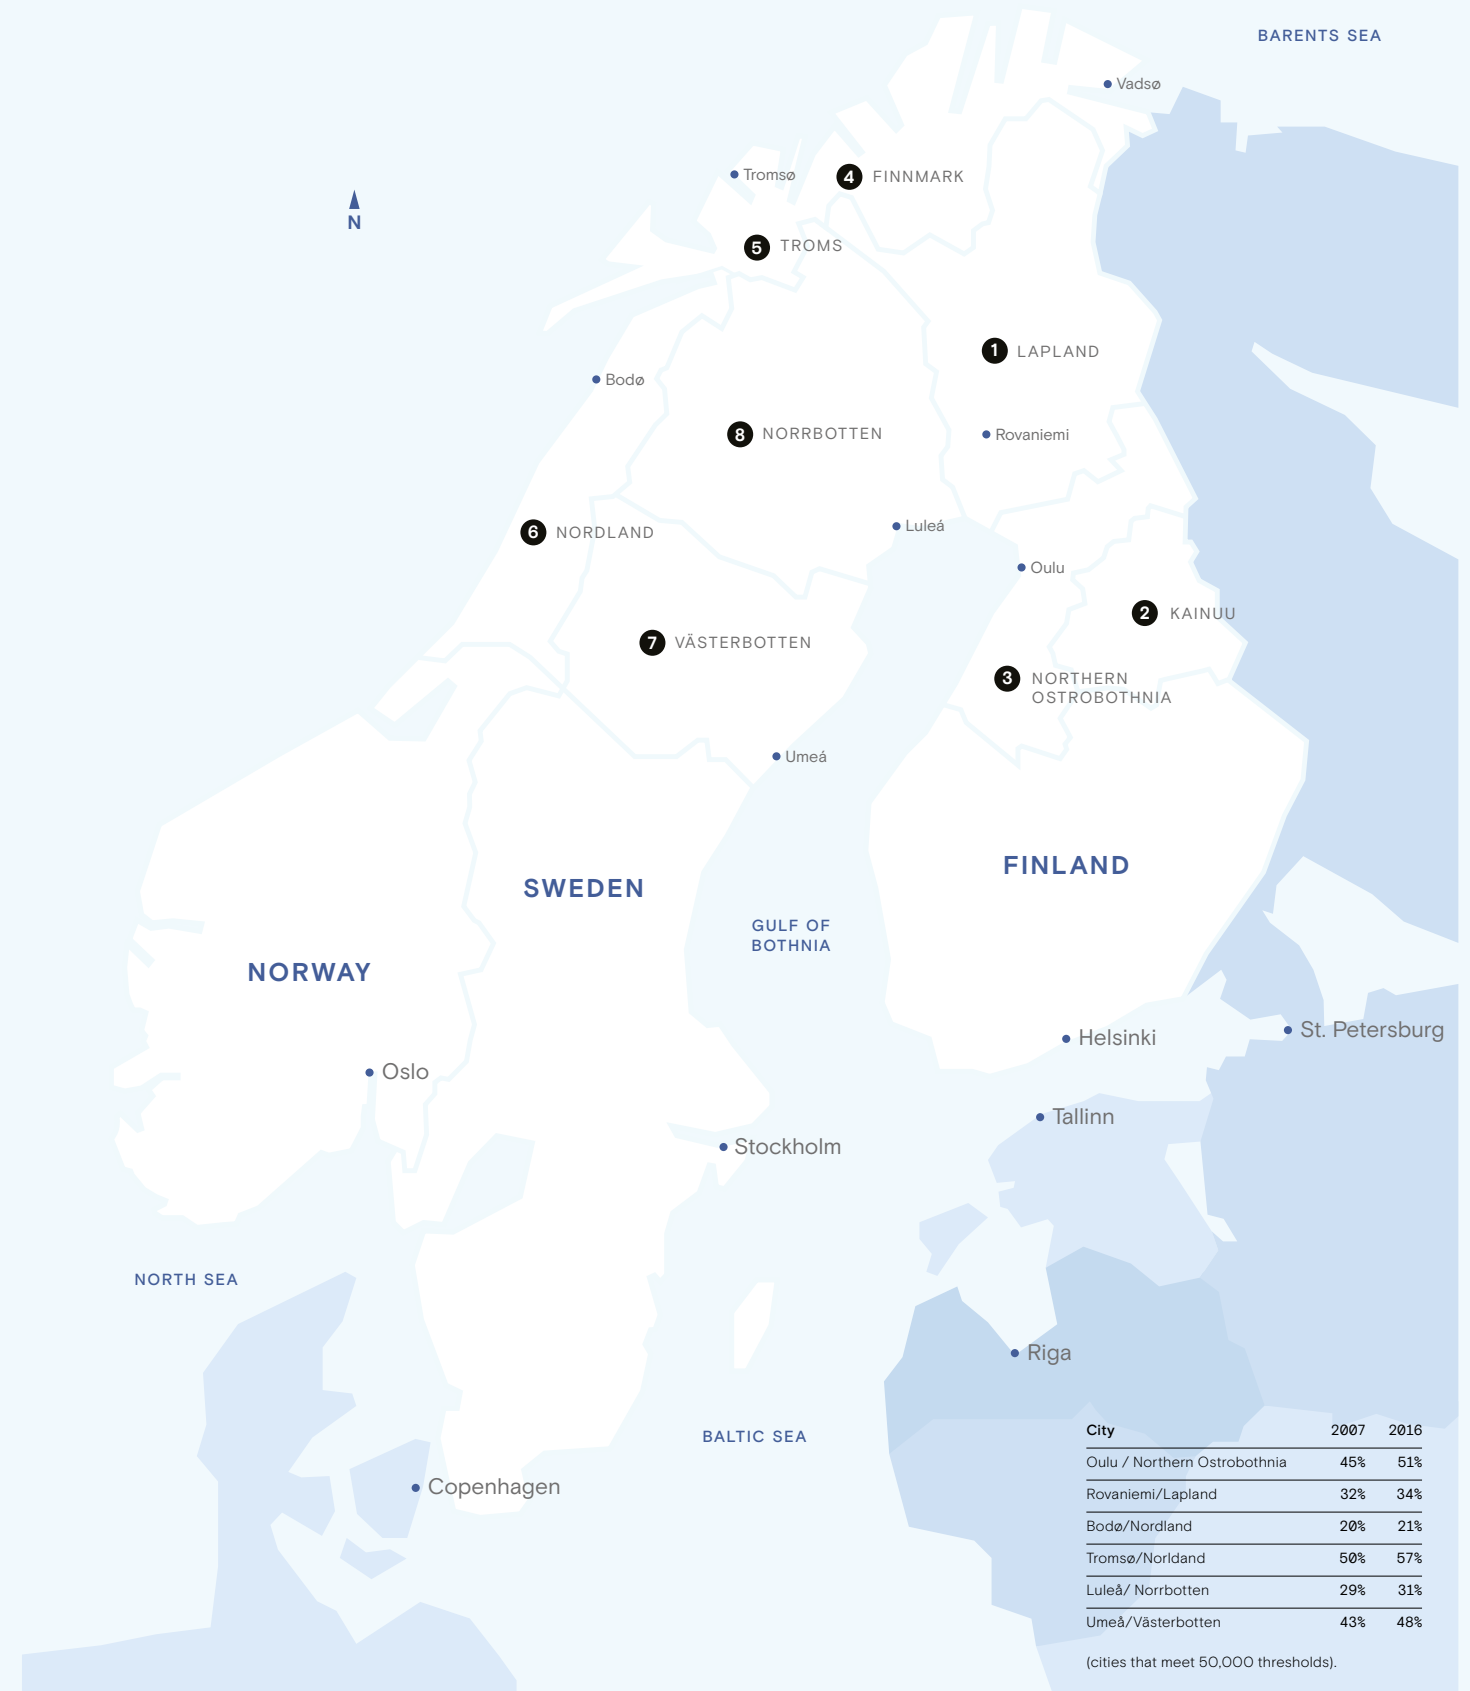 BARENTS SEA
Vadsø
Tromsø
4 FINNMARK
N
5 TROMS
1 LAPLAND
Bodø
8 NORRBOTTEN
Rovaniemi
6 NORDLAND
Luleá
Oulu
2 KAINUU
7 VÄSTERBOTTEN
3 NORTHERN
OSTROBOTHNIA
Umeá
FINLAND
SWEDEN
GULF OF
BOTHNIA
NORWAY
Helsinki
St. Petersburg
Oslo
Tallinn
Stockholm
NORTH SEA
Riga
BALTIC SEA
Copenhagen
City 2007 2016
Oulu / Northern Ostrobothnia 45% 51%
Rovaniemi/Lapland 32% 34%
Bodø/Nordland 20% 21%
Tromsø/Norldand 50% 57%
Luleå/ Norrbotten 29% 31%
Umeå/Västerbotten 43% 48%
(cities that meet 50,000 thresholds).